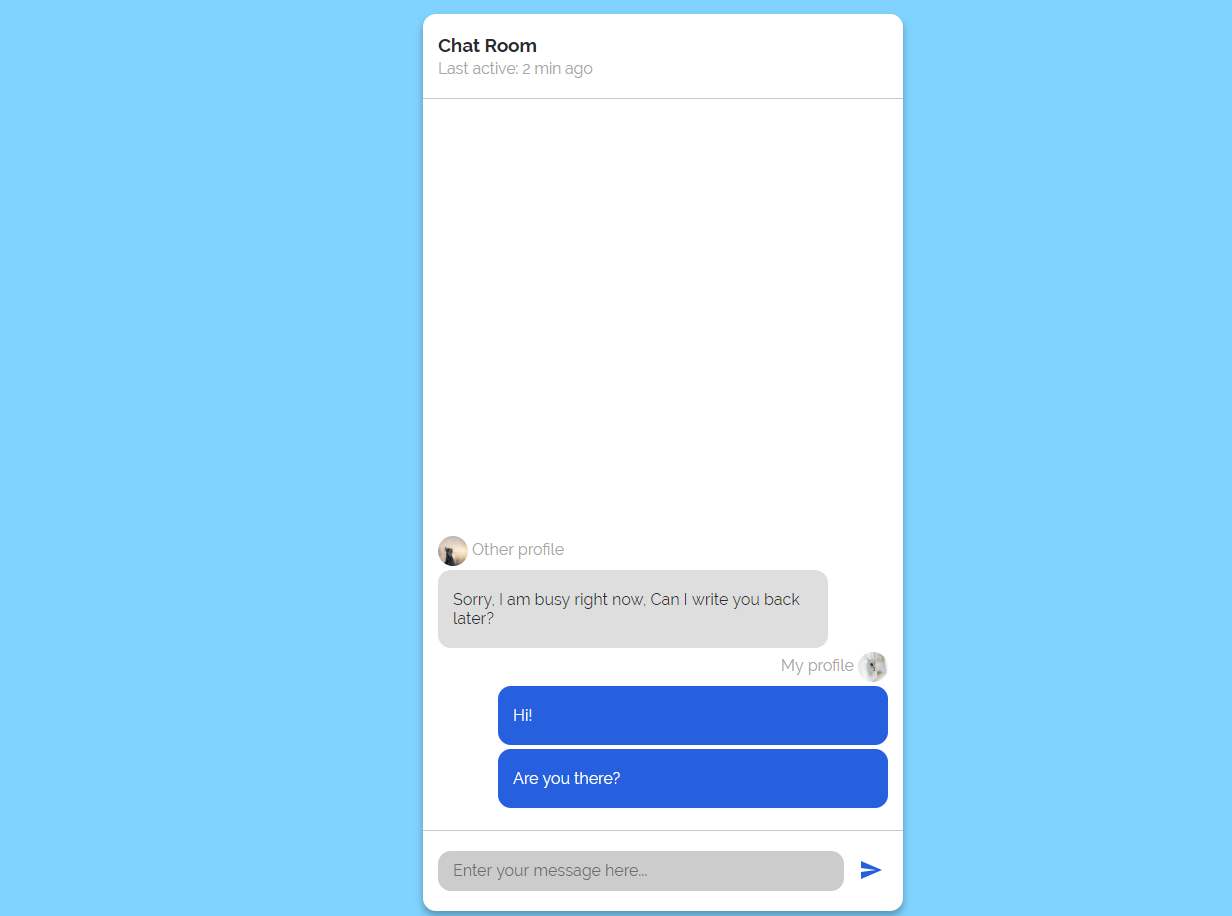 Chat Room
Last active: 2 min ago
Other profile
Sorry, I am busy right now, Can I write you back
later?
My profile
Hi!
Are you there?
Enter your message here...